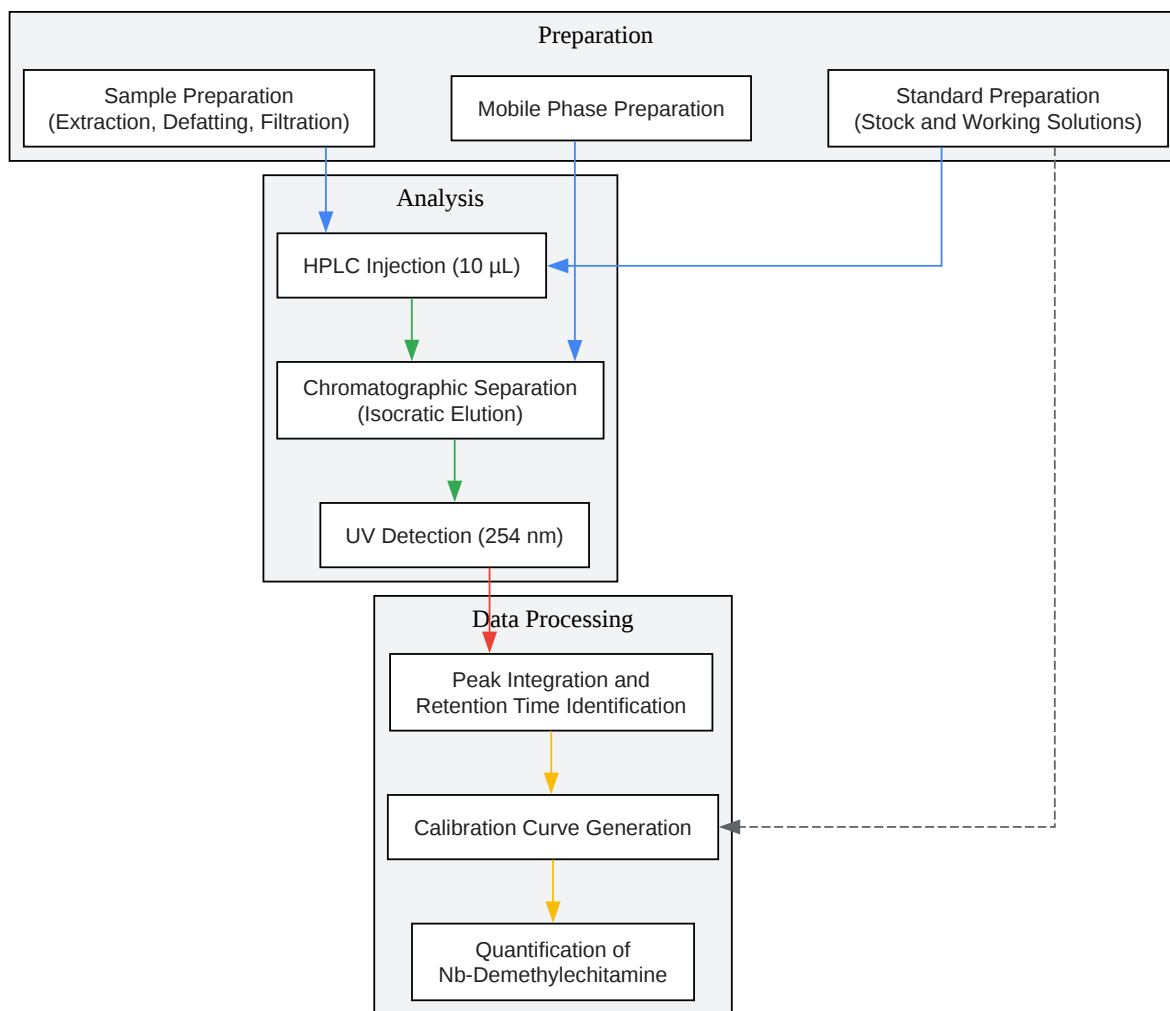 Preparation
Sample Preparation
(Extraction, Defatting, Filtration)
Mobile Phase Preparation
Standard Preparation
(Stock and Working Solutions)
Analysis
HPLC Injection (10 µL)
Chromatographic Separation
(Isocratic Elution)
UV Detection (254 nm)
Data Processing
Peak Integration and
Retention Time Identification
Calibration Curve Generation
Quantification of
Nb-Demethylechitamine